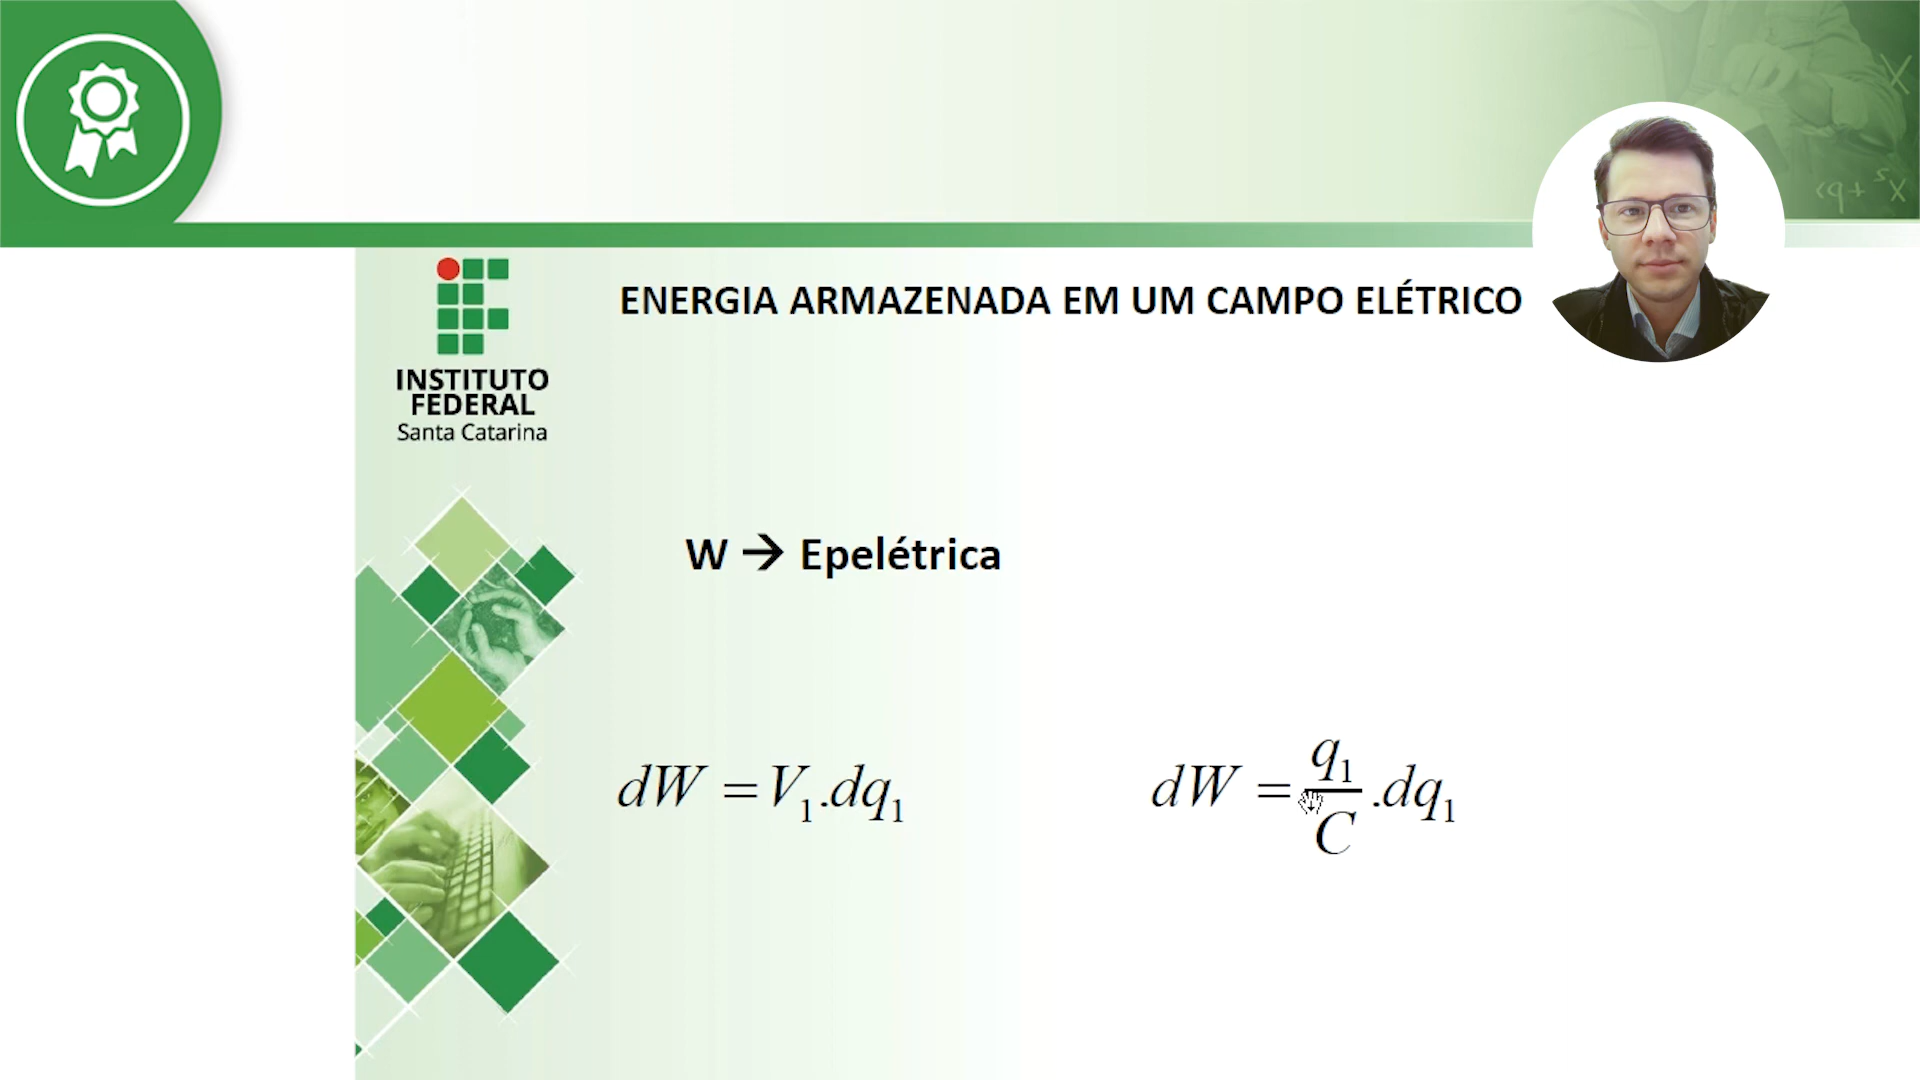 ENERGIA ARMAZENADA EM UM CAMPO ELÉTRICO
INSTITUTO
FEDERAL
Santa Catarina
W → Epelétrica
dW = V₁.dq₁
dW = q₁/C .dq₁